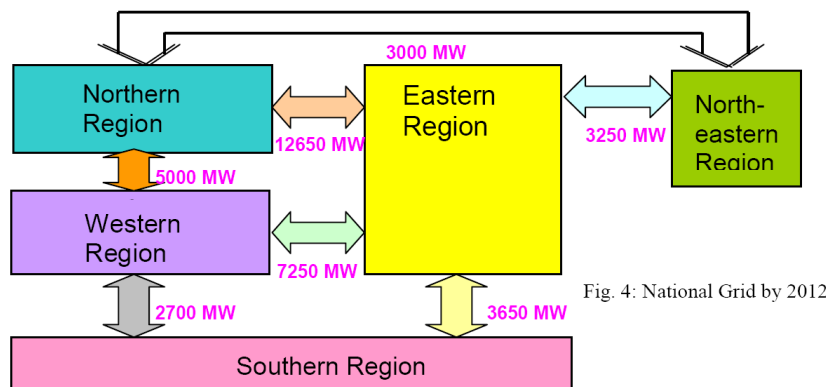 3000 MW
Northern
Region
12650 MW
Eastern
Region
3250 MW
North-
eastern
Region
5000 MW
Western
Region
7250 MW
Fig. 4: National Grid by 2012
2700 MW
3650 MW
Southern Region